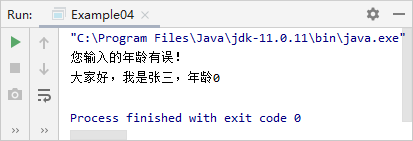 Run: Example04
"C:\Program Files\Java\jdk-11.0.11\bin\java.exe"
您输入的年龄有误！
大家好，我是张三，年龄0
Process finished with exit code 0